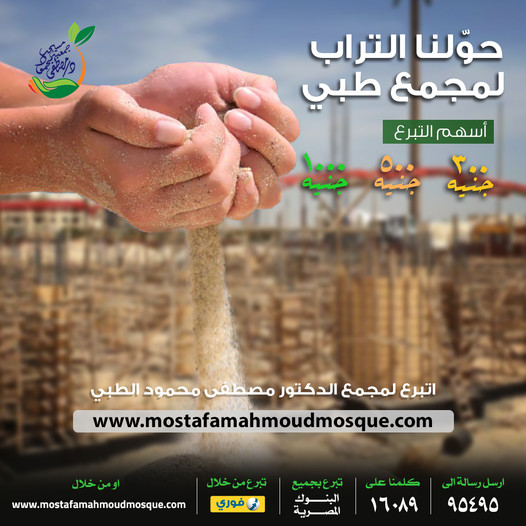 حوّلنا التراب
لمجمع طبي
أسهم التبرع
٣٠٠ جنيه
٥٠٠ جنيه
١٠٠٠ جنيه
اتبرع لمجمع الدكتور مصطفى محمود الطبي
www.mostafamahmoudmosque.com
ارسل رسالة الى
٩٥٤٩٥
كلمنا على
١٦٠٨٩
تبرع بجميع
البنوك
المصرية
تبرع من خلال
فوري
او من خلال
www.mostafamahmoudmosque.com